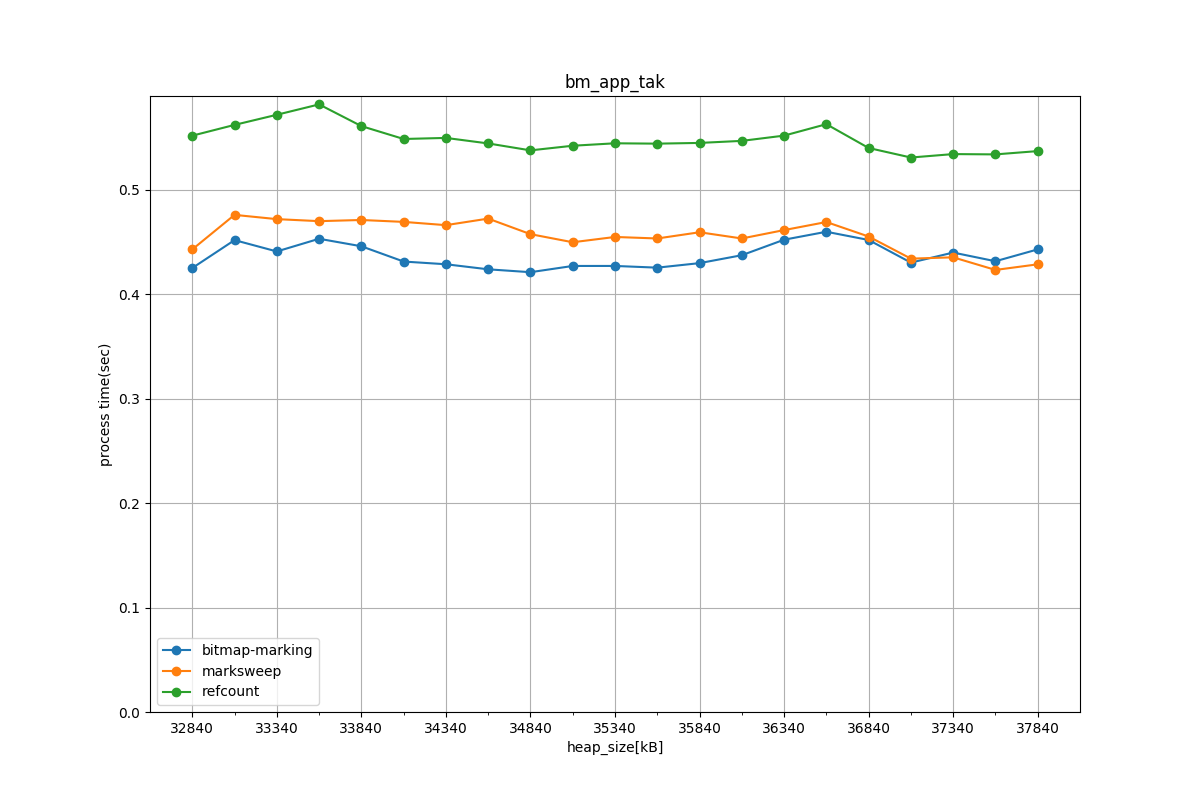 bm_app_tak
0.5
0.4
0.3
0.2
0.1
0.0
process time(sec)
bitmap-marking
marksweep
refcount
32840 33340 33840 34340 34840 35340 35840 36340 36840 37340 37840
heap_size[kB]